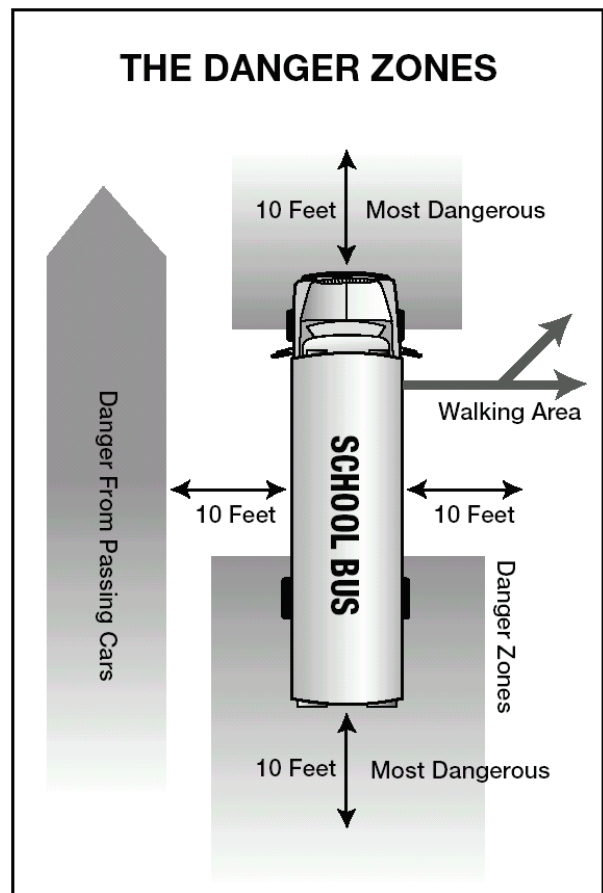 THE DANGER ZONES
10 Feet
Most Dangerous
Walking Area
Danger From Passing Cars
SCHOOL BUS
10 Feet
10 Feet
Danger Zones
10 Feet
Most Dangerous